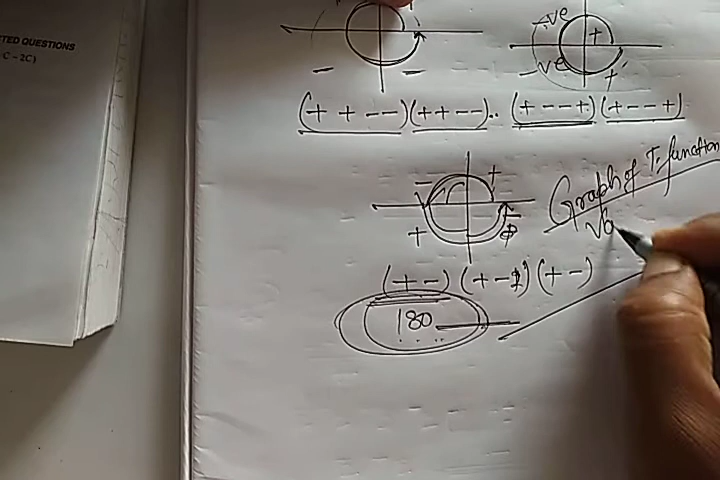 TED QUESTIONS
C - 2C)
-ve
+
-ve
+
- -
(+ + - -) (+ + - -).. (+ - - +) (+ - - +)
- +
+
(+ -) (+ -) (+ -)
180
Graph of T, function